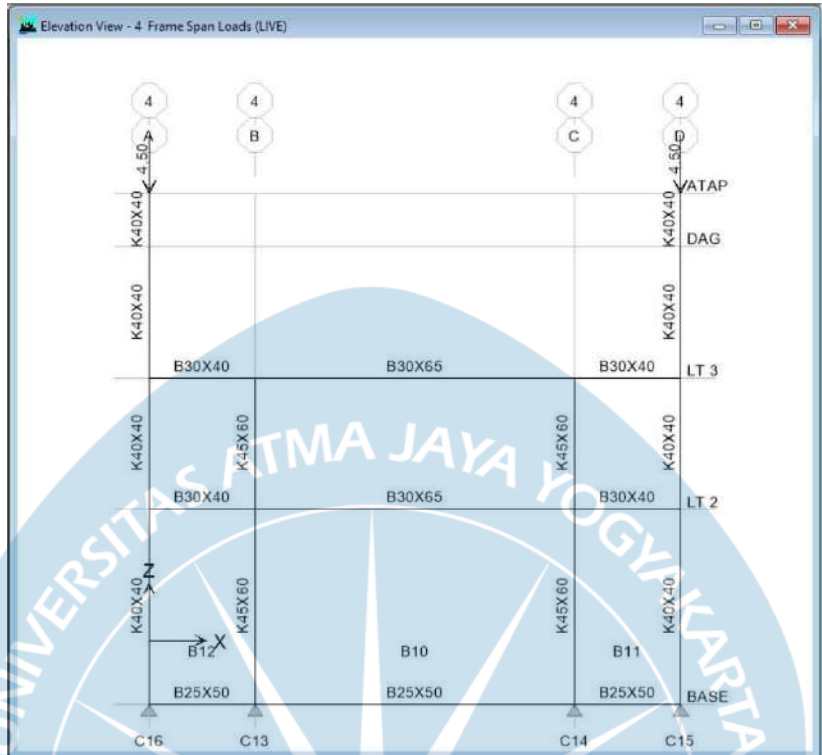 Elevation View - 4 Frame Span Loads (LIVE)
4 4 4 4
A B C D
4.50 4.50
ATAP
K40X40 K40X40
DAG
K40X40 K40X40
B30X40 B30X65 B30X40 LT 3
K40X40 K45X60 K45X60 K40X40
B30X40 B30X65 B30X40 LT 2
Z
K40X40 K45X60 K45X60 K40X40
X
B12 B10 B11
B25X50 B25X50 B25X50 BASE
C16 C13 C14 C15
UNIVERSITAS ATMA JAYA YOGYAKARTA